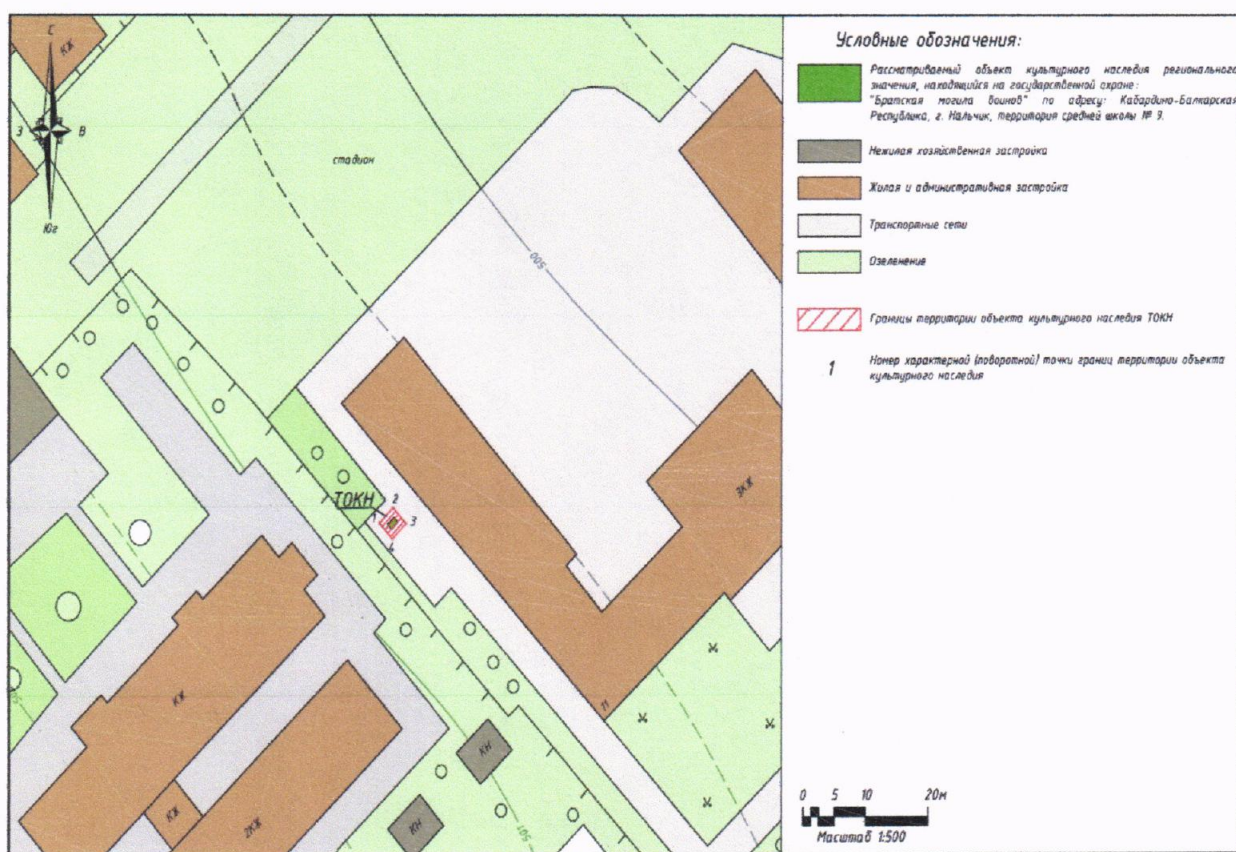 Условные обозначения:
Рассматриваемый объект культурного наследия регионального
значения, находящийся на государственной охране:
"Братская могила воинов" по адресу: Кабардино-Балкарская
Республика, г. Нальчик, территория средней школы № 9.
Нежилая хозяйственная застройка
Жилая и административная застройка
Транспортные сети
Озеленение
Границы территории объекта культурного наследия ТОКН
1
Номер характерной (поворотной) точки границ территории объекта
культурного наследия
0 5 10 20м
Масштаб 1:500
С
КЖ
З
В
Юг
стадион
500
3КЖ
ТОКН
2
1
3
4
КЖ
11
КН
КЖ
2КЖ
КН
501